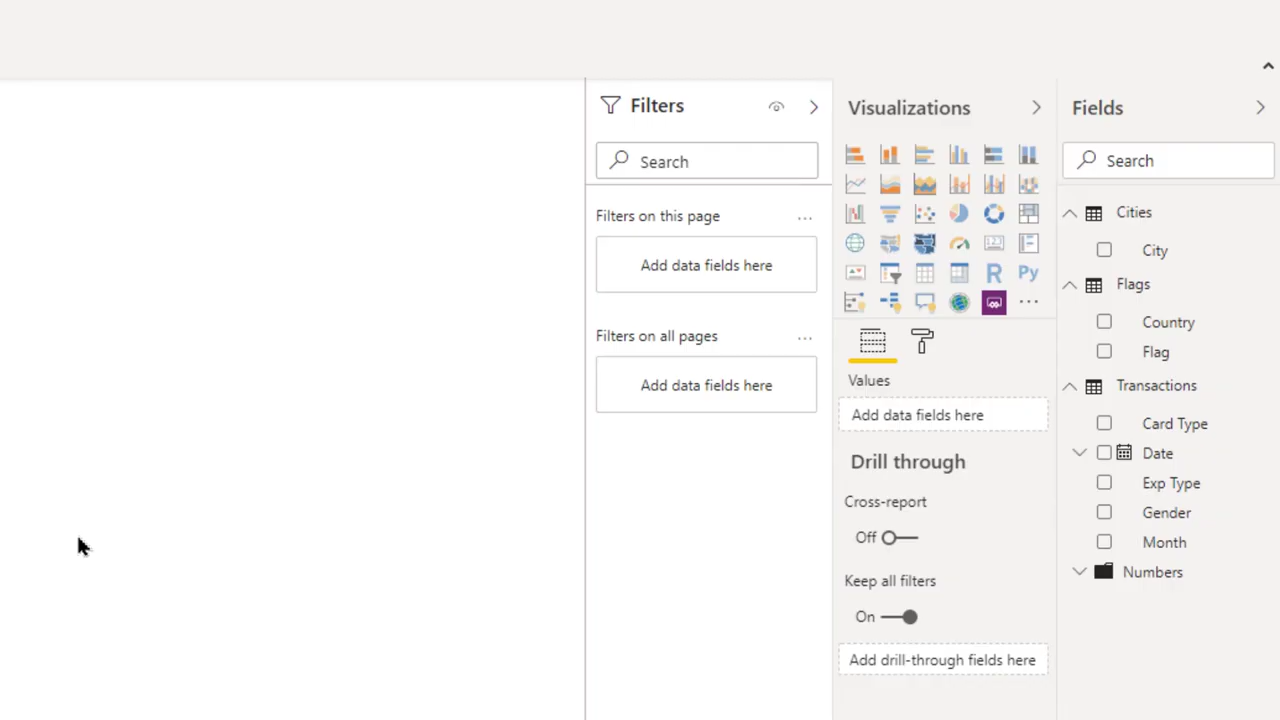 Filters
Search
Filters on this page
...
Add data fields here
Filters on all pages
...
Add data fields here
Visualizations
123
R
Py
...
Values
Add data fields here
Drill through
Cross-report
Off
Keep all filters
On
Add drill-through fields here
Fields
Search
Cities
City
Flags
Country
Flag
Transactions
Card Type
Date
Exp Type
Gender
Month
Numbers